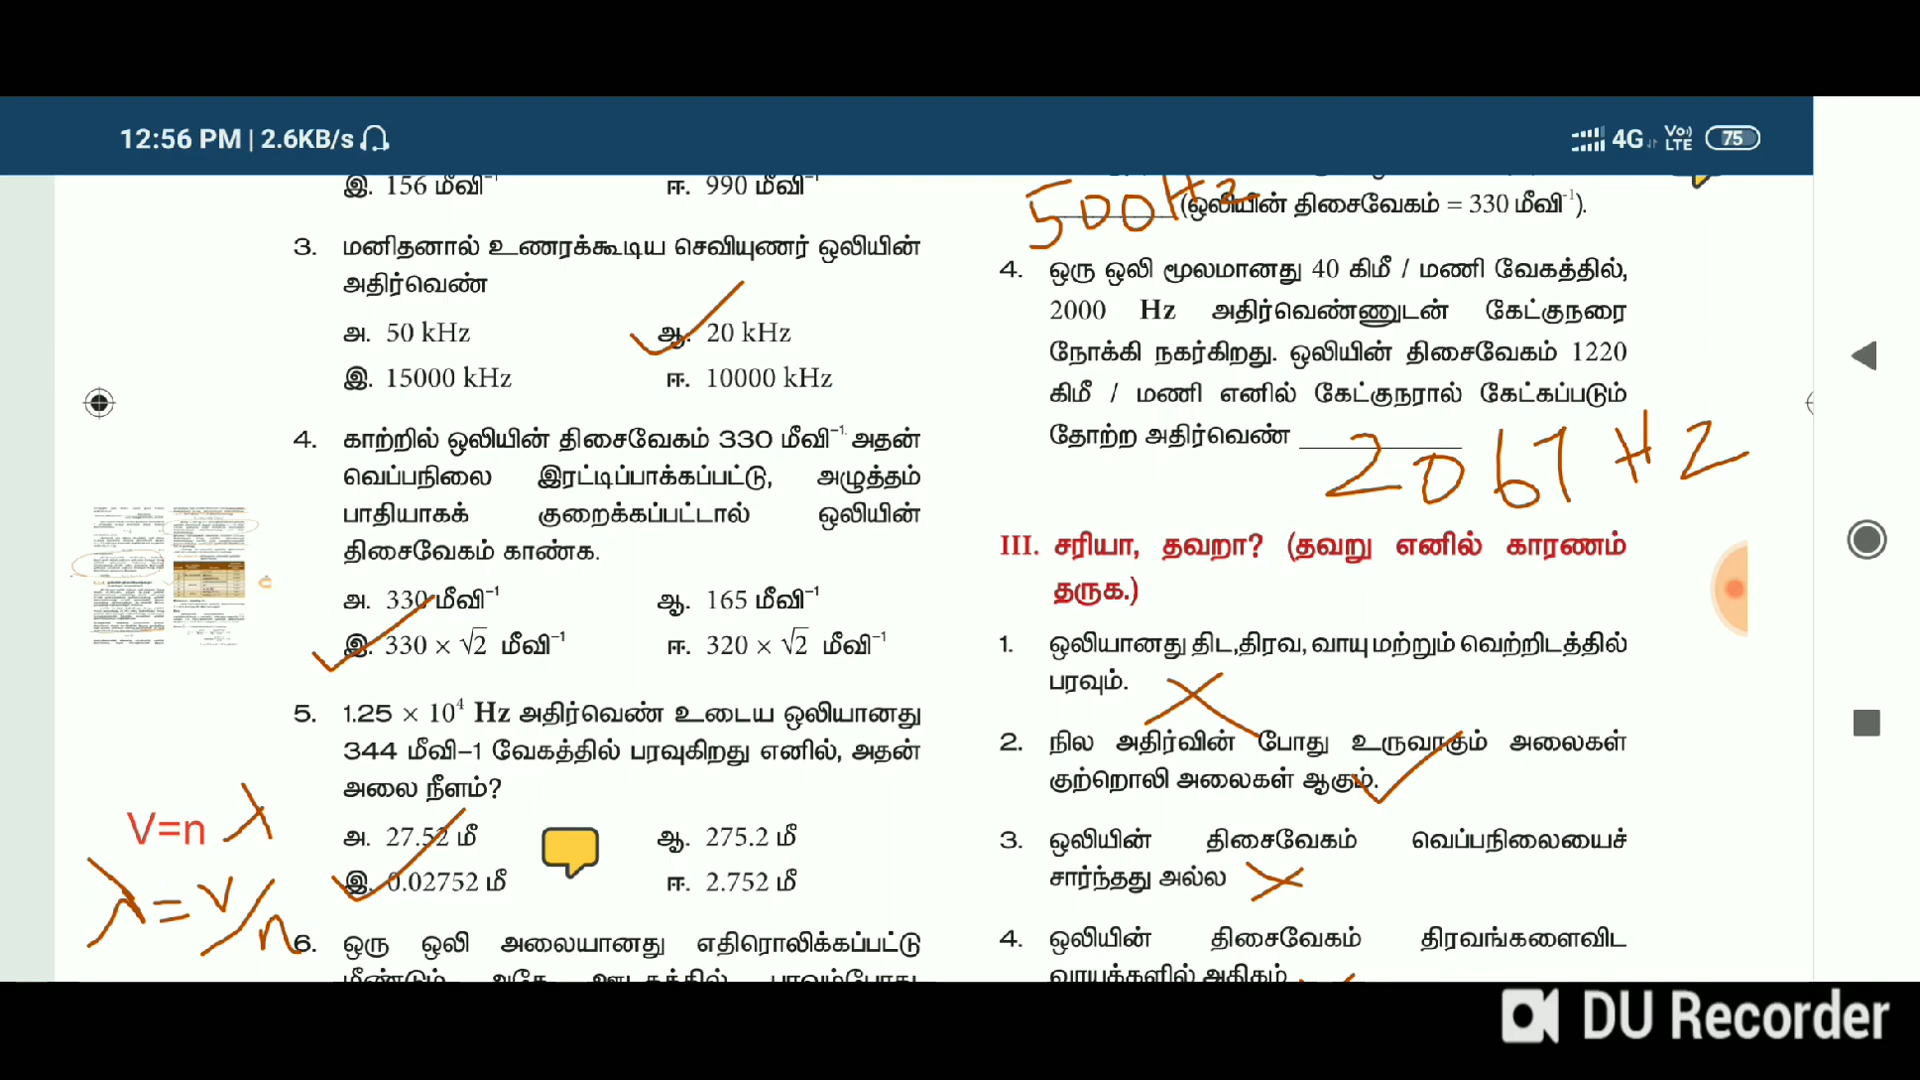 12:56 PM | 2.6KB/s
4G
Vo))
LTE
75
இ. 156 மீவி⁻¹ ஈ. 990 மீவி⁻¹
3. மனிதனால் உணரக்கூடிய செவியுணர் ஒலியின்
அதிர்வெண்
அ. 50 kHz ஆ. 20 kHz
இ. 15000 kHz ஈ. 10000 kHz
4. காற்றில் ஒலியின் திசைவேகம் 330 மீவி⁻¹. அதன்
வெப்பநிலை இரட்டிப்பாக்கப்பட்டு, அழுத்தம்
பாதியாகக் குறைக்கப்பட்டால் ஒலியின்
திசைவேகம் காண்க.
அ. 330 மீவி⁻¹ ஆ. 165 மீவி⁻¹
இ. 330 × √2 மீவி⁻¹ ஈ. 320 × √2 மீவி⁻¹
5. 1.25 × 10⁴ Hz அதிர்வெண் உடைய ஒலியானது
344 மீவி–1 வேகத்தில் பரவுகிறது எனில், அதன்
அலை நீளம்?
அ. 27.52 மீ ஆ. 275.2 மீ
இ. 0.02752 மீ ஈ. 2.752 மீ
V=n λ
λ = v/n
6. ஒரு ஒலி அலையானது எதிரொலிக்கப்பட்டு
மீண்டும் அதே ஊடகத்தில் பரவும்போது,
500Hz (ஒலியின் திசைவேகம் = 330 மீவி⁻¹).
4. ஒரு ஒலி மூலமானது 40 கிமீ / மணி வேகத்தில்,
2000 Hz அதிர்வெண்ணுடன் கேட்குநரை
நோக்கி நகர்கிறது. ஒலியின் திசைவேகம் 1220
கிமீ / மணி எனில் கேட்குநரால் கேட்கப்படும்
தோற்ற அதிர்வெண் ____________
2067 HZ
III. சரியா, தவறா? (தவறு எனில் காரணம்
தருக.)
1. ஒலியானது திட,திரவ, வாயு மற்றும் வெற்றிடத்தில்
பரவும்.
2. நில அதிர்வின் போது உருவாகும் அலைகள்
குற்றொலி அலைகள் ஆகும்.
3. ஒலியின் திசைவேகம் வெப்பநிலையைச்
சார்ந்தது அல்ல
4. ஒலியின் திசைவேகம் திரவங்களைவிட
வாயுக்களில் அதிகம்
DU Recorder